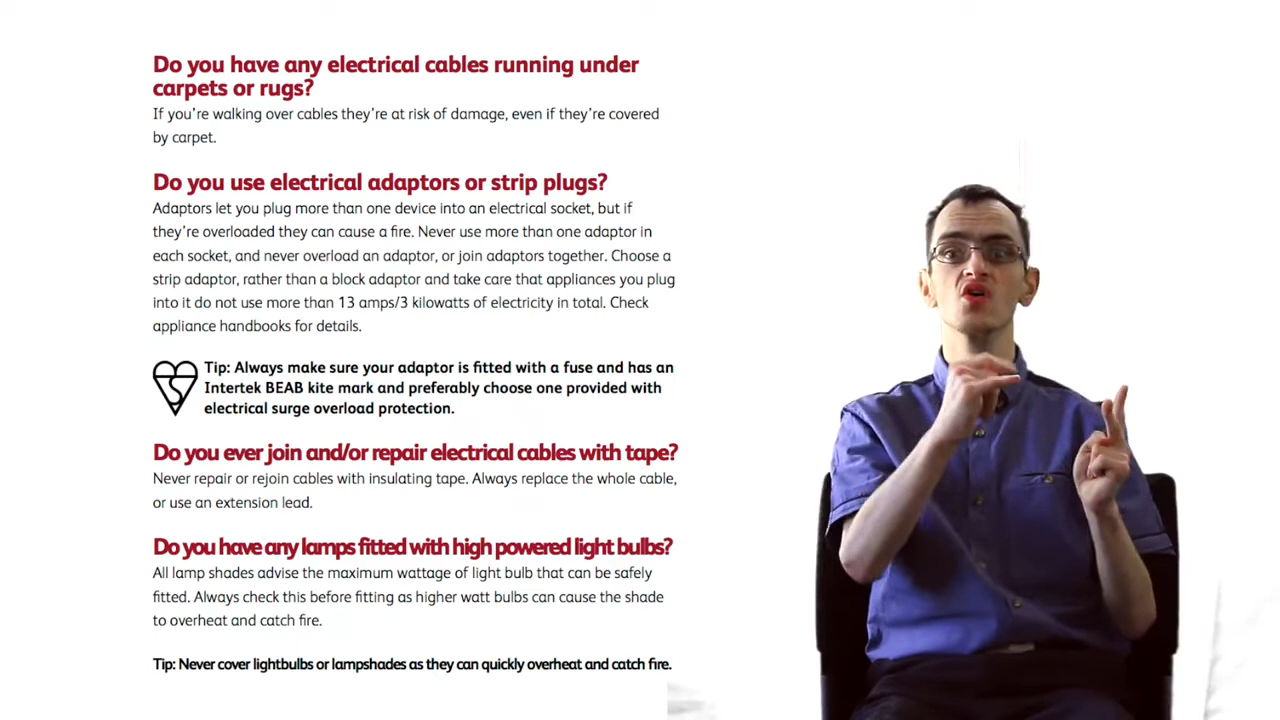 Do you have any electrical cables running under
carpets or rugs?
If you're walking over cables they're at risk of damage, even if they're covered
by carpet.
Do you use electrical adaptors or strip plugs?
Adaptors let you plug more than one device into an electrical socket, but if
they're overloaded they can cause a fire. Never use more than one adaptor in
each socket, and never overload an adaptor, or join adaptors together. Choose a
strip adaptor, rather than a block adaptor and take care that appliances you plug
into it do not use more than 13 amps/3 kilowatts of electricity in total. Check
appliance handbooks for details.
Tip: Always make sure your adaptor is fitted with a fuse and has an
Intertek BEAB kite mark and preferably choose one provided with
electrical surge overload protection.
Do you ever join and/or repair electrical cables with tape?
Never repair or rejoin cables with insulating tape. Always replace the whole cable,
or use an extension lead.
Do you have any lamps fitted with high powered light bulbs?
All lamp shades advise the maximum wattage of light bulb that can be safely
fitted. Always check this before fitting as higher watt bulbs can cause the shade
to overheat and catch fire.
Tip: Never cover lightbulbs or lampshades as they can quickly overheat and catch fire.